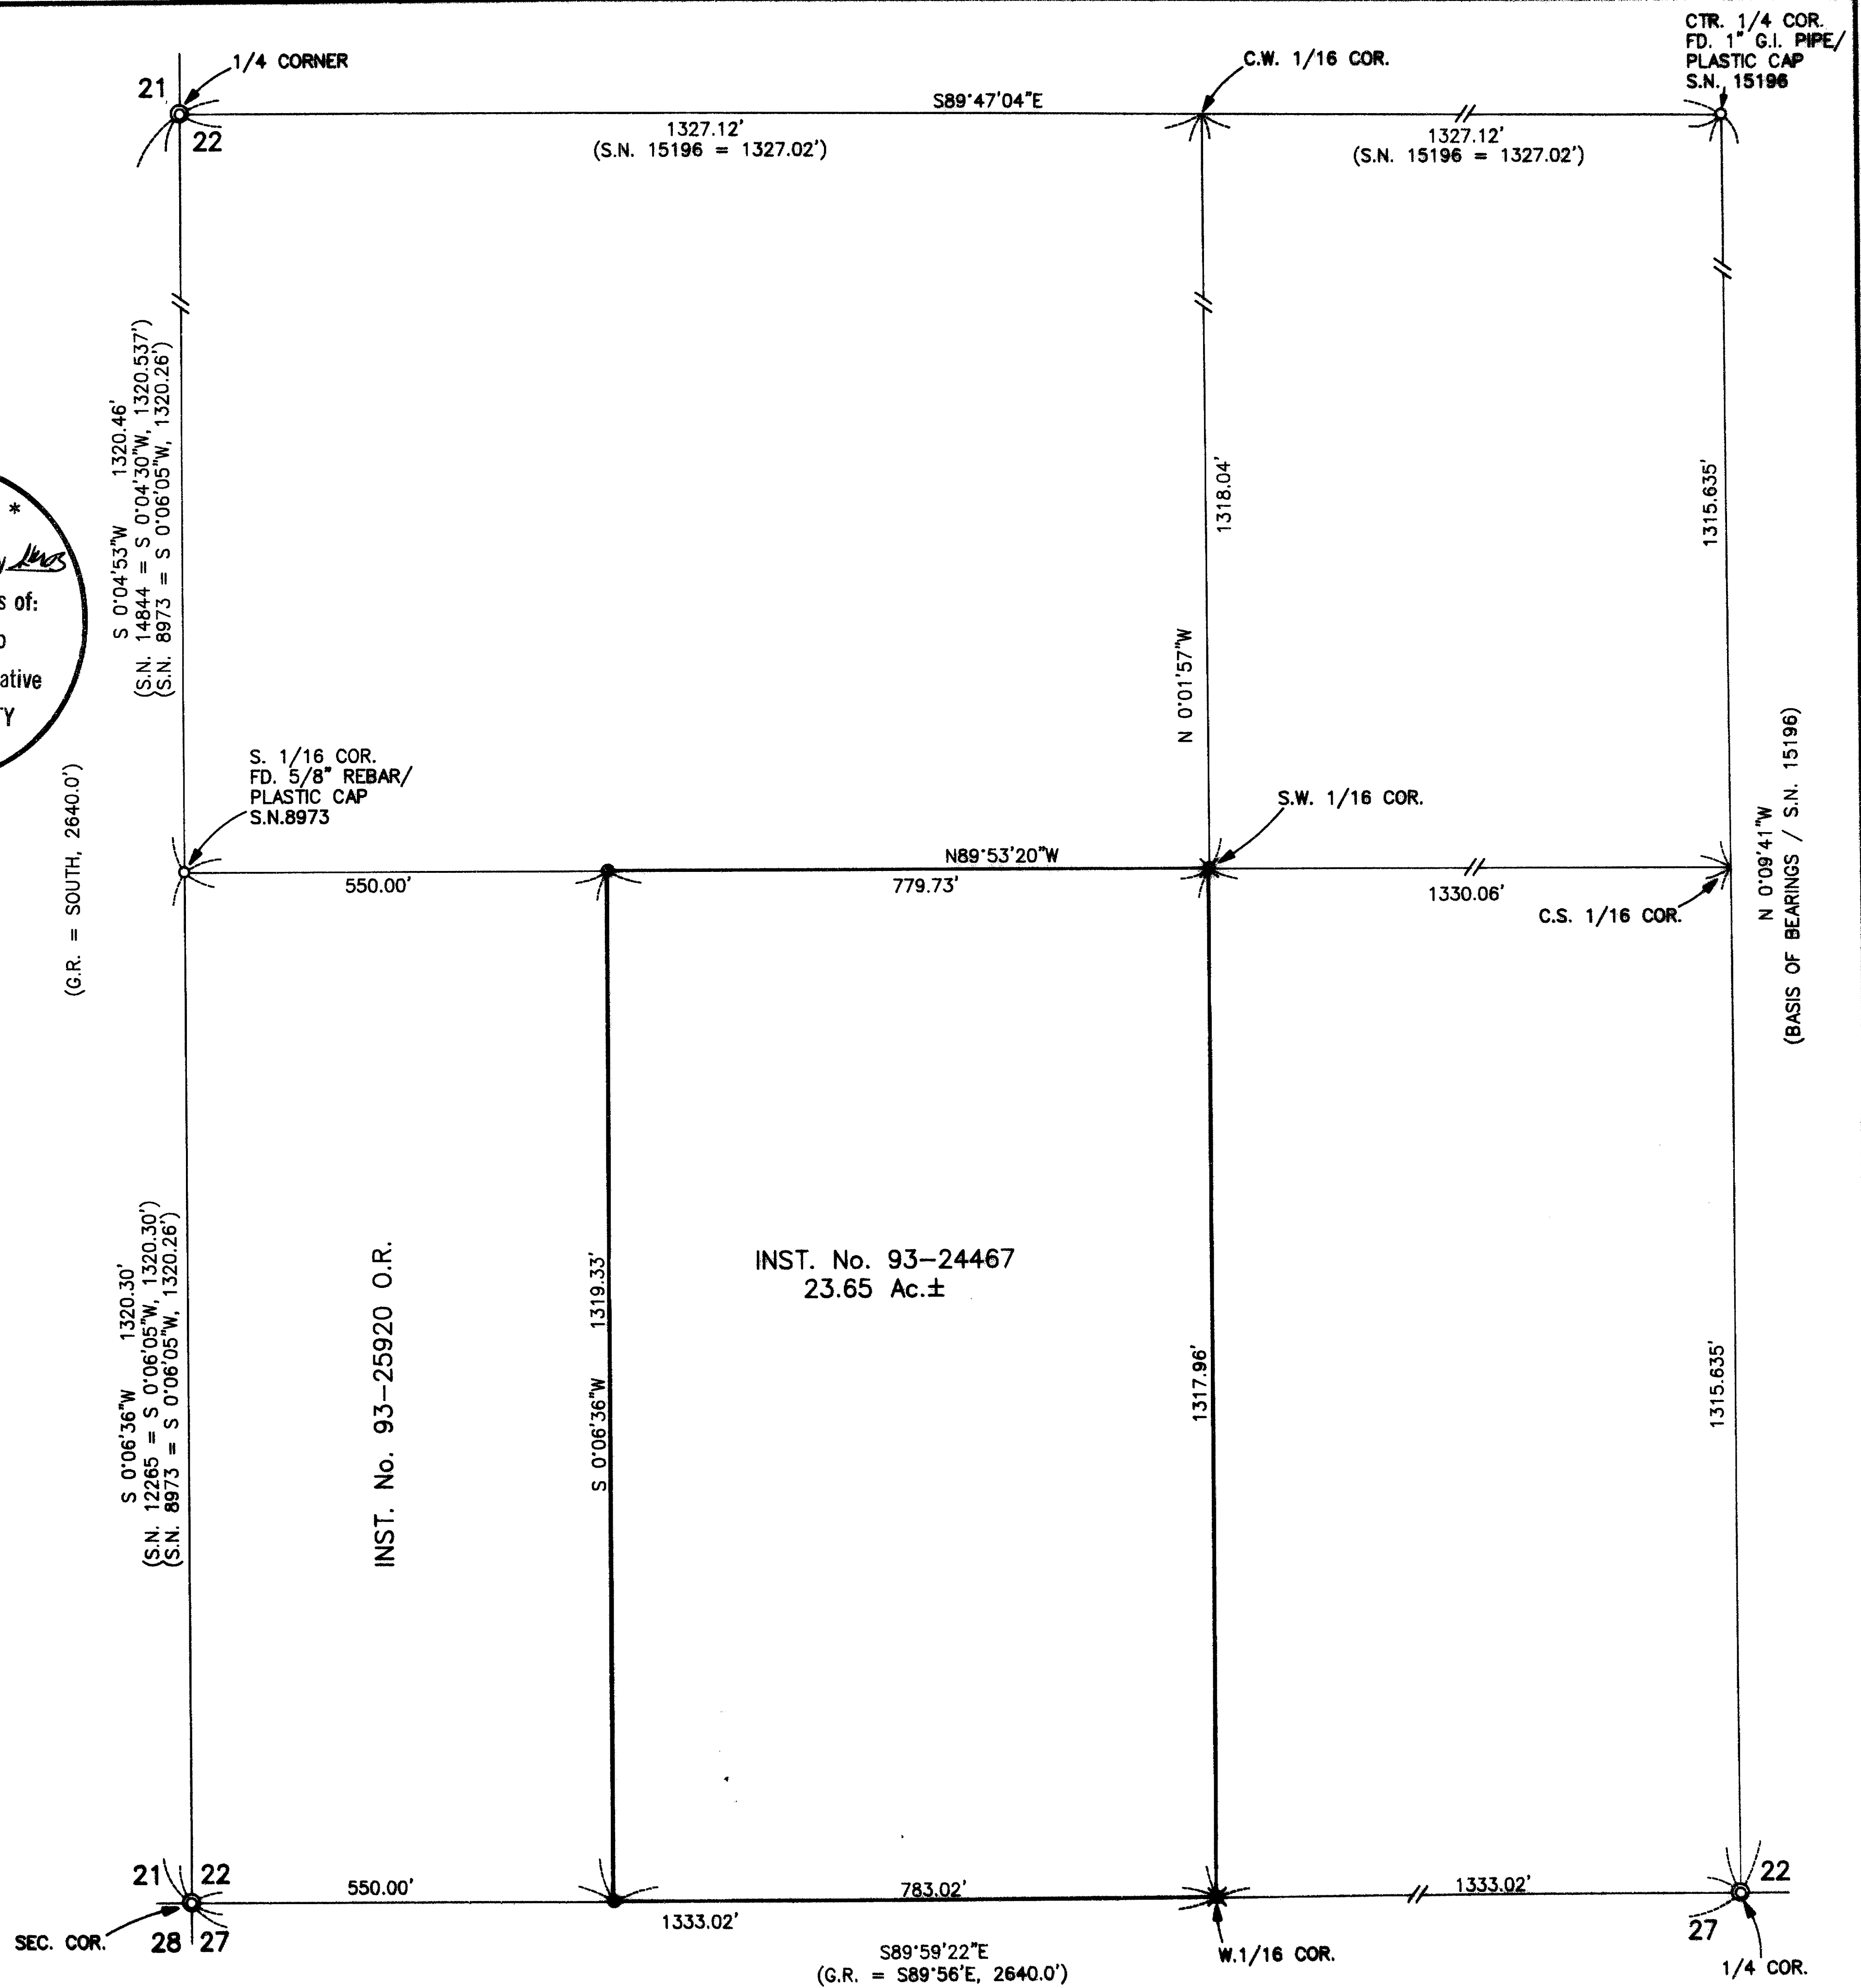 CTR. 1/4 COR.
FD. 1" G.I. PIPE/
PLASTIC CAP
S.N. 15196
1/4 CORNER
C.W. 1/16 COR.
21
22
S89°47'04"E
1327.12'
(S.N. 15196 = 1327.02')
1327.12'
(S.N. 15196 = 1327.02')
S 0°04'53"W 1320.46'
(S.N. 14844 = S 0°04'30"W, 1320.537')
(S.N. 8973 = S 0°06'05"W, 1320.26')
1318.04'
N 0°01'57"W
1315.635'
*
of:
(G.R. = SOUTH, 2640.0')
S. 1/16 COR.
FD. 5/8" REBAR/
PLASTIC CAP
S.N.8973
S.W. 1/16 COR.
N 0°09'41"W
(BASIS OF BEARINGS / S.N. 15196)
N89°53'20"W
550.00'
779.73'
1330.06'
C.S. 1/16 COR.
S 0°06'36"W 1320.30'
(S.N. 12265 = S 0°06'05"W, 1320.30')
(S.N. 8973 = S 0°06'05"W, 1320.26')
INST. No. 93-25920 O.R.
S 0°06'36"W 1319.33'
INST. No. 93-24467
23.65 Ac.±
1317.96'
1315.635'
21
22
550.00'
783.02'
1333.02'
22
SEC. COR.
28
27
1333.02'
27
S89°59'22"E
(G.R. = S89°56'E, 2640.0')
W.1/16 COR.
1/4 COR.